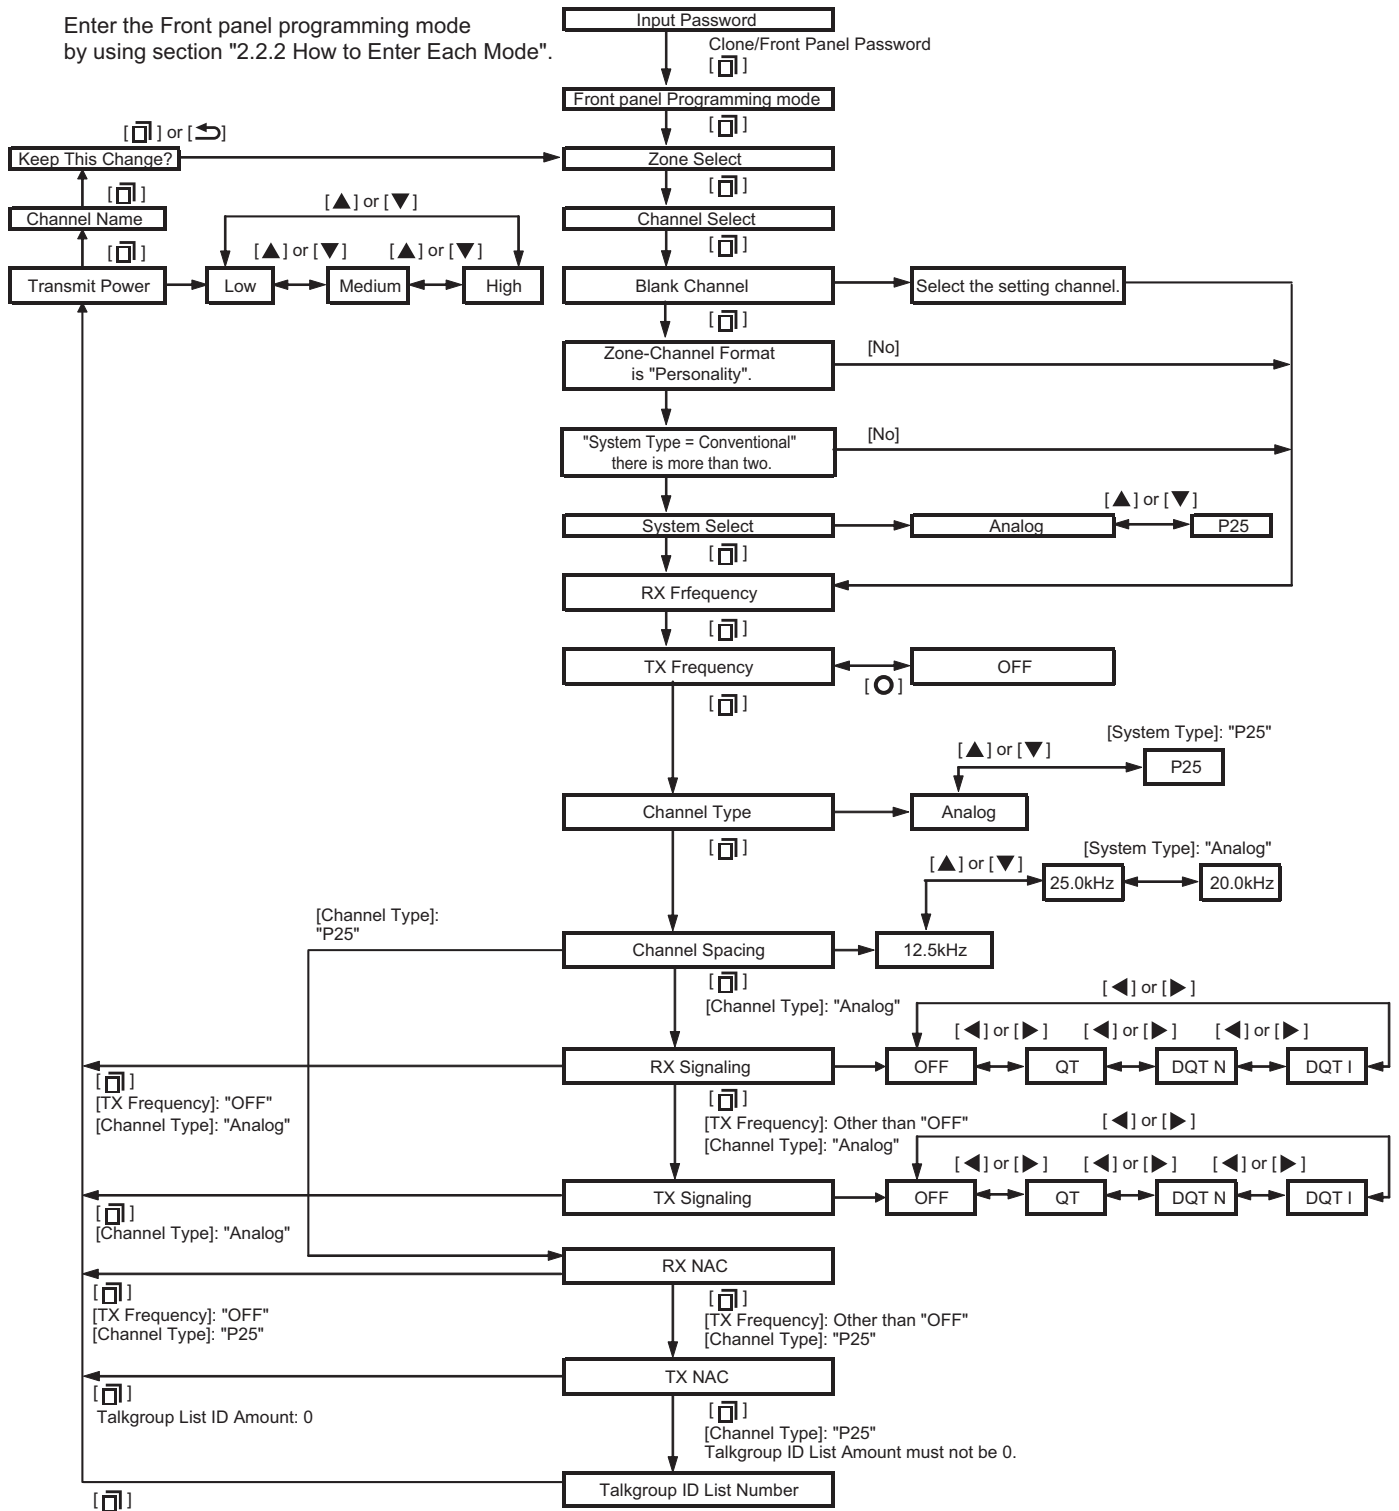 Enter the Front panel programming mode
by using section "2.2.2 How to Enter Each Mode".
Input Password
Clone/Front Panel Password
[ ]
Front panel Programming mode
[ ]
[ ] or [ ]
Keep This Change?
Zone Select
[ ]
[ ]
Channel Name
[▲] or [▼]
Channel Select
[ ]
[▲] or [▼]
[▲] or [▼]
[ ]
Transmit Power
Low
Medium
High
Blank Channel
Select the setting channel.
[ ]
Zone-Channel Format
is "Personality".
[No]
"System Type = Conventional"
there is more than two.
[No]
[▲] or [▼]
System Select
Analog
P25
[ ]
RX Frfequency
[ ]
TX Frequency
OFF
[O]
[ ]
[System Type]: "P25"
[▲] or [▼]
P25
Channel Type
Analog
[ ]
[System Type]: "Analog"
[▲] or [▼]
25.0kHz
20.0kHz
[Channel Type]:
"P25"
Channel Spacing
12.5kHz
[ ]
[Channel Type]: "Analog"
[◀] or [▶]
[◀] or [▶]
[◀] or [▶]
[◀] or [▶]
RX Signaling
OFF
QT
DQT N
DQT I
[ ]
[TX Frequency]: "OFF"
[Channel Type]: "Analog"
[ ]
[TX Frequency]: Other than "OFF"
[Channel Type]: "Analog"
[◀] or [▶]
[◀] or [▶]
[◀] or [▶]
[◀] or [▶]
TX Signaling
OFF
QT
DQT N
DQT I
[ ]
[Channel Type]: "Analog"
RX NAC
[ ]
[TX Frequency]: "OFF"
[Channel Type]: "P25"
[ ]
[TX Frequency]: Other than "OFF"
[Channel Type]: "P25"
TX NAC
[ ]
Talkgroup List ID Amount: 0
[ ]
[Channel Type]: "P25"
Talkgroup ID List Amount must not be 0.
Talkgroup ID List Number
[ ]